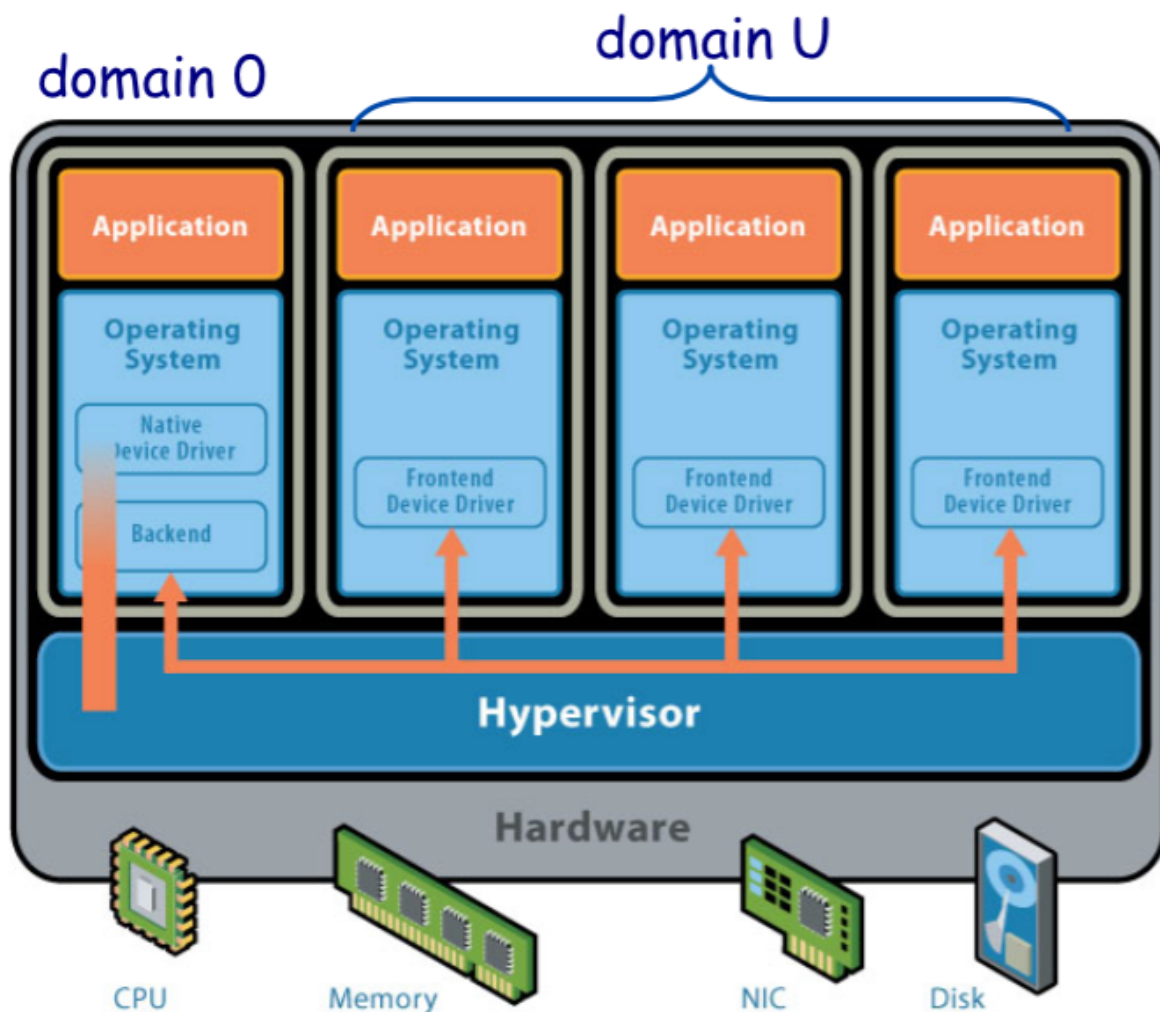 domain 0
domain U
Application
Application
Application
Application
Operating
System
Operating
System
Operating
System
Operating
System
Native
Device Driver
Backend
Frontend
Device Driver
Frontend
Device Driver
Frontend
Device Driver
Hypervisor
Hardware
CPU
Memory
NIC
Disk